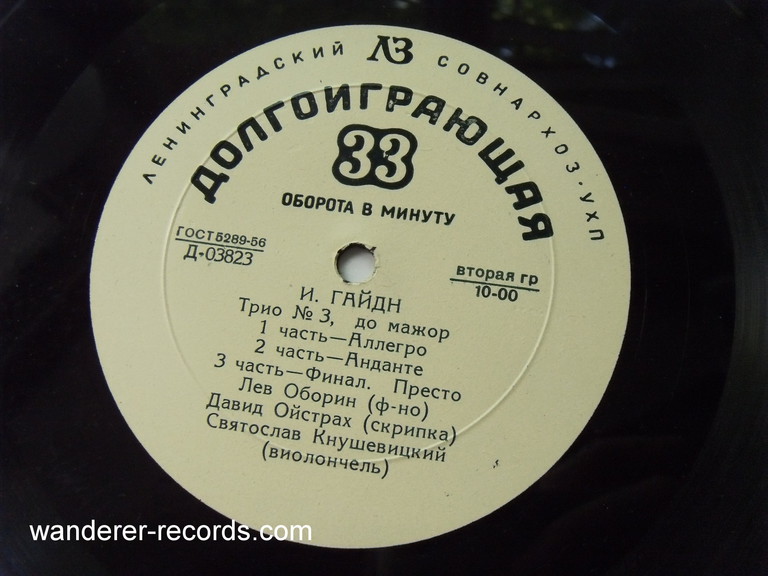 ЛЕНИНГРАДСКИЙ ЛЗ СОВНАРХОЗ·УХП
ДОЛГОИГРАЮЩАЯ
33
ОБОРОТА В МИНУТУ
ГОСТ 5289-56
Д-03823
вторая гр
10-00
И. ГАЙДН
Трио № 3, до мажор
1 часть—Аллегро
2 часть—Анданте
3 часть—Финал. Престо
Лев Оборин (ф-но)
Давид Ойстрах (скрипка)
Святослав Кнушевицкий
(виолончель)
wanderer-records.com